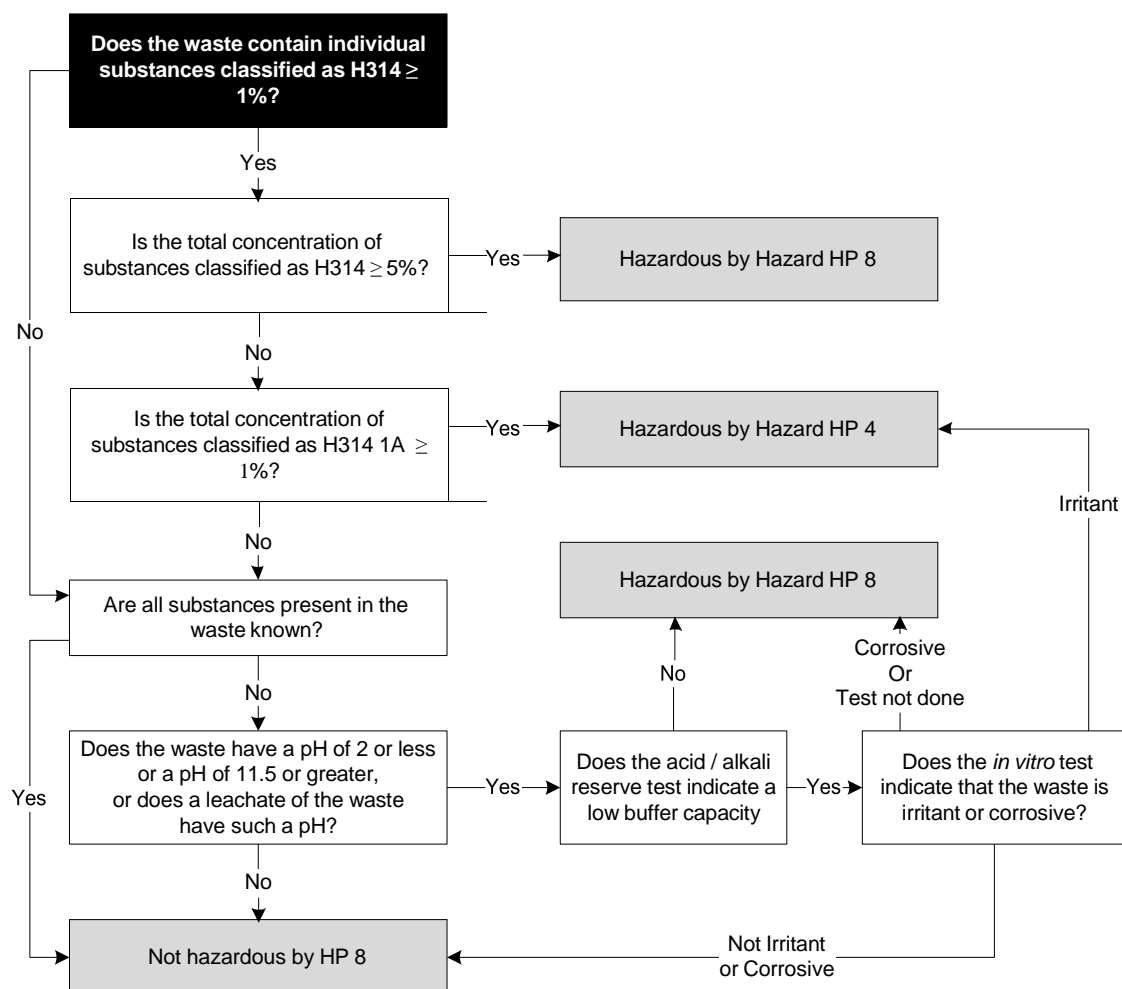 Does the waste contain individual
substances classified as H314 ≥
1%?
Yes
Is the total concentration of
substances classified as H314 ≥ 5%?
Yes
Hazardous by Hazard HP 8
No
No
Is the total concentration of
substances classified as H314 1A ≥
1%?
Yes
Hazardous by Hazard HP 4
Irritant
No
Hazardous by Hazard HP 8
Are all substances present in the
waste known?
No
Corrosive
Or
Test not done
No
Does the waste have a pH of 2 or less
or a pH of 11.5 or greater,
or does a leachate of the waste
have such a pH?
Yes
Does the acid / alkali
reserve test indicate a
low buffer capacity
Yes
Does the in vitro test
indicate that the waste is
irritant or corrosive?
Yes
No
Not hazardous by HP 8
Not Irritant
or Corrosive